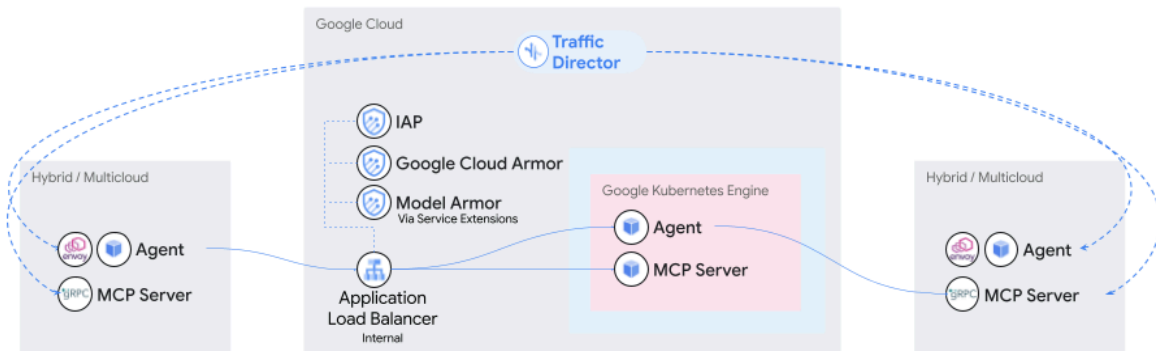 Google Cloud
Traffic
Director
IAP
Google Cloud Armor
Model Armor
Via Service Extensions
Application
Load Balancer
Internal
Hybrid / Multicloud
envoy
Agent
gRPC
MCP Server
Google Kubernetes Engine
Agent
MCP Server
Hybrid / Multicloud
envoy
Agent
gRPC
MCP Server